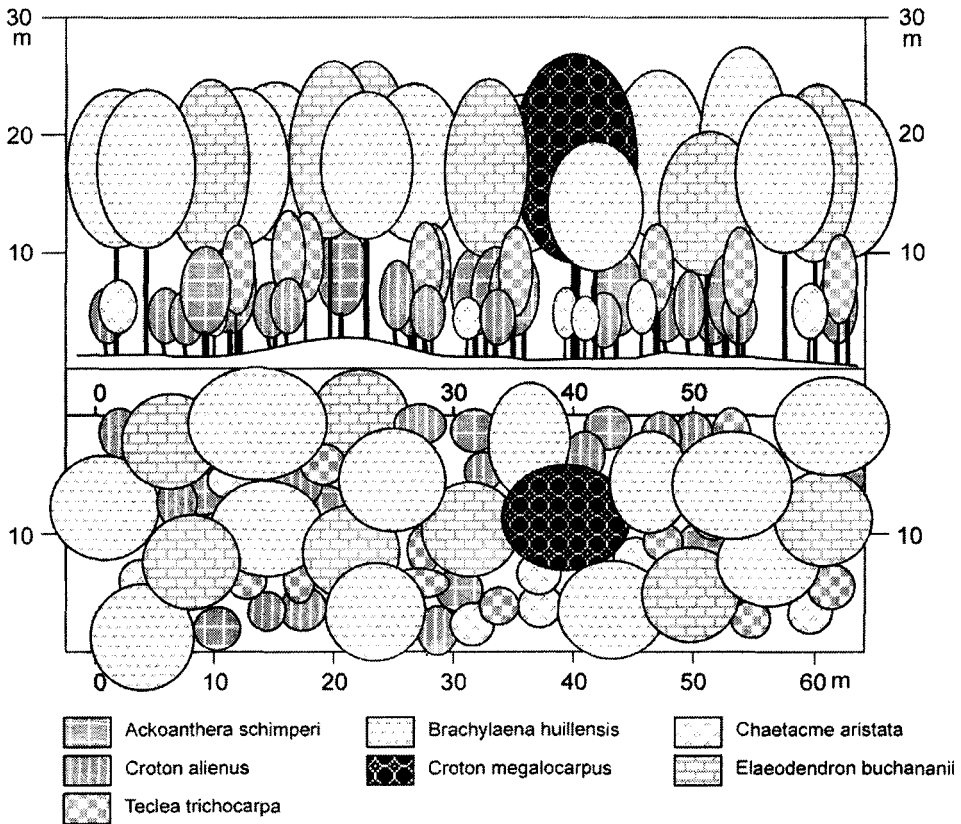 30 30
m m
20 20
10 10
0 30 40 50
10 10
0 10 20 30 40 50 60 m
Ackoanthera schimperi Brachylaena huillensis Chaetacme aristata
Croton alienus Croton megalocarpus Elaeodendron buchananii
Teclea trichocarpa